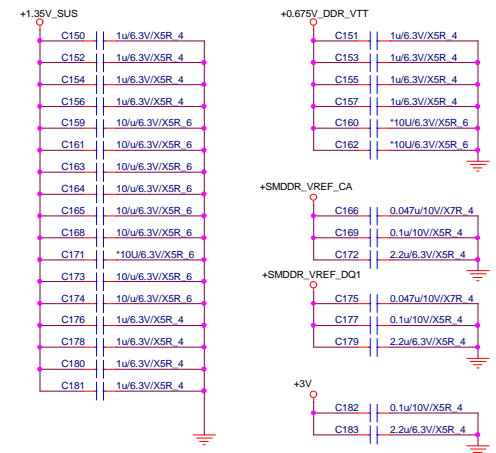 +1.35V_SUS
C150 1u/6.3V/X5R_4
C152 1u/6.3V/X5R_4
C154 1u/6.3V/X5R_4
C156 1u/6.3V/X5R_4
C159 10/u/6.3V/X5R_6
C161 10/u/6.3V/X5R_6
C163 10/u/6.3V/X5R_6
C164 10/u/6.3V/X5R_6
C165 10/u/6.3V/X5R_6
C168 10/u/6.3V/X5R_6
C171 *10U/6.3V/X5R_6
C173 10/u/6.3V/X5R_6
C174 10/u/6.3V/X5R_6
C176 1u/6.3V/X5R_4
C178 1u/6.3V/X5R_4
C180 1u/6.3V/X5R_4
C181 1u/6.3V/X5R_4
+0.675V_DDR_VTT
C151 1u/6.3V/X5R_4
C153 1u/6.3V/X5R_4
C155 1u/6.3V/X5R_4
C157 1u/6.3V/X5R_4
C160 *10U/6.3V/X5R_6
C162 *10U/6.3V/X5R_6
+SMDDR_VREF_CA
C166 0.047u/10V/X7R_4
C169 0.1u/10V/X5R_4
C172 2.2u/6.3V/X5R_4
+SMDDR_VREF_DQ1
C175 0.047u/10V/X7R_4
C177 0.1u/10V/X5R_4
C179 2.2u/6.3V/X5R_4
+3V
C182 0.1u/10V/X5R_4
C183 2.2u/6.3V/X5R_4